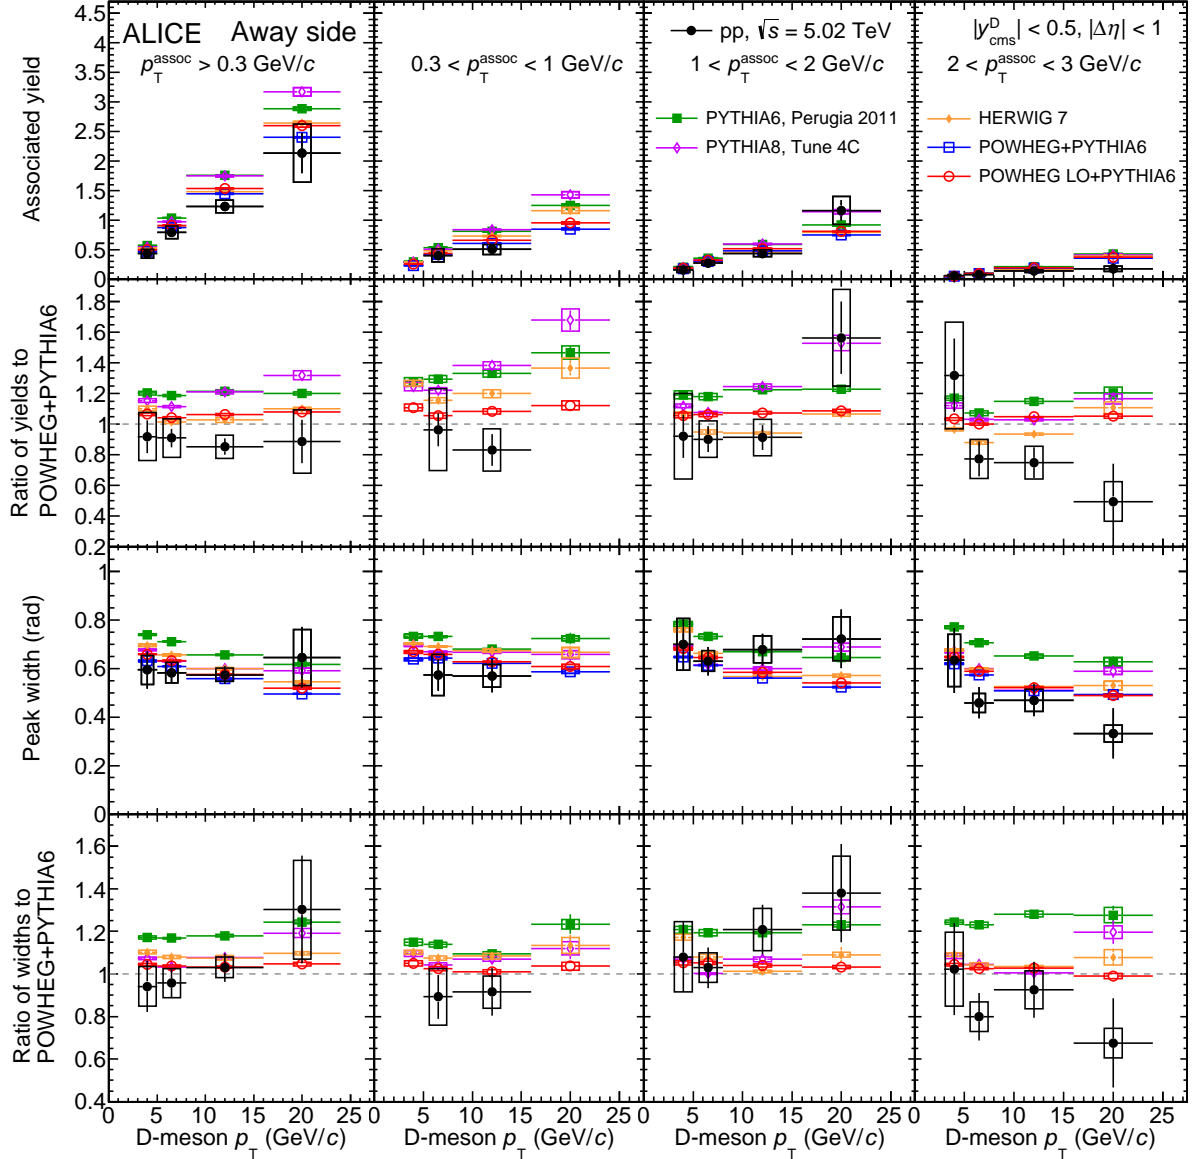 ALICE Away side
p_T^assoc > 0.3 GeV/c
0.3 < p_T^assoc < 1 GeV/c
pp, √s = 5.02 TeV
1 < p_T^assoc < 2 GeV/c
|y_cms^D| < 0.5, |Δη| < 1
2 < p_T^assoc < 3 GeV/c
PYTHIA6, Perugia 2011
PYTHIA8, Tune 4C
HERWIG 7
POWHEG+PYTHIA6
POWHEG LO+PYTHIA6
Associated yield
4.5
4
3.5
3
2.5
2
1.5
1
0.5
0
Ratio of yields to
POWHEG+PYTHIA6
1.8
1.6
1.4
1.2
1
0.8
0.6
0.4
0.2
Peak width (rad)
1
0.8
0.6
0.4
0.2
0
Ratio of widths to
POWHEG+PYTHIA6
1.6
1.4
1.2
1
0.8
0.6
0.4
0 5 10 15 20 25
0 5 10 15 20 25
0 5 10 15 20 25
0 5 10 15 20 25
D-meson p_T (GeV/c)
D-meson p_T (GeV/c)
D-meson p_T (GeV/c)
D-meson p_T (GeV/c)